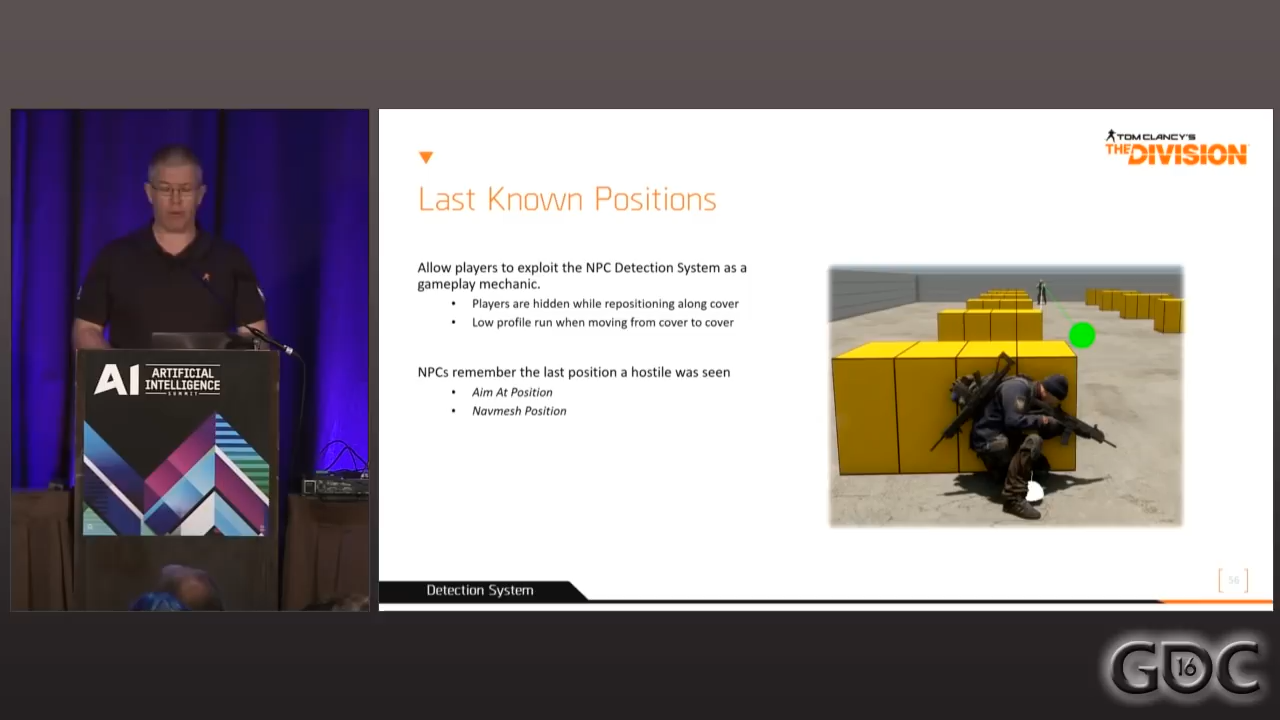 TOM CLANCY'S
THE DIVISION
Last Known Positions
Allow players to exploit the NPC Detection System as a
gameplay mechanic.
• Players are hidden while repositioning along cover
• Low profile run when moving from cover to cover
NPCs remember the last position a hostile was seen
• Aim At Position
• Navmesh Position
Detection System
56
AI ARTIFICIAL
INTELLIGENCE
SUMMIT
GDC 16